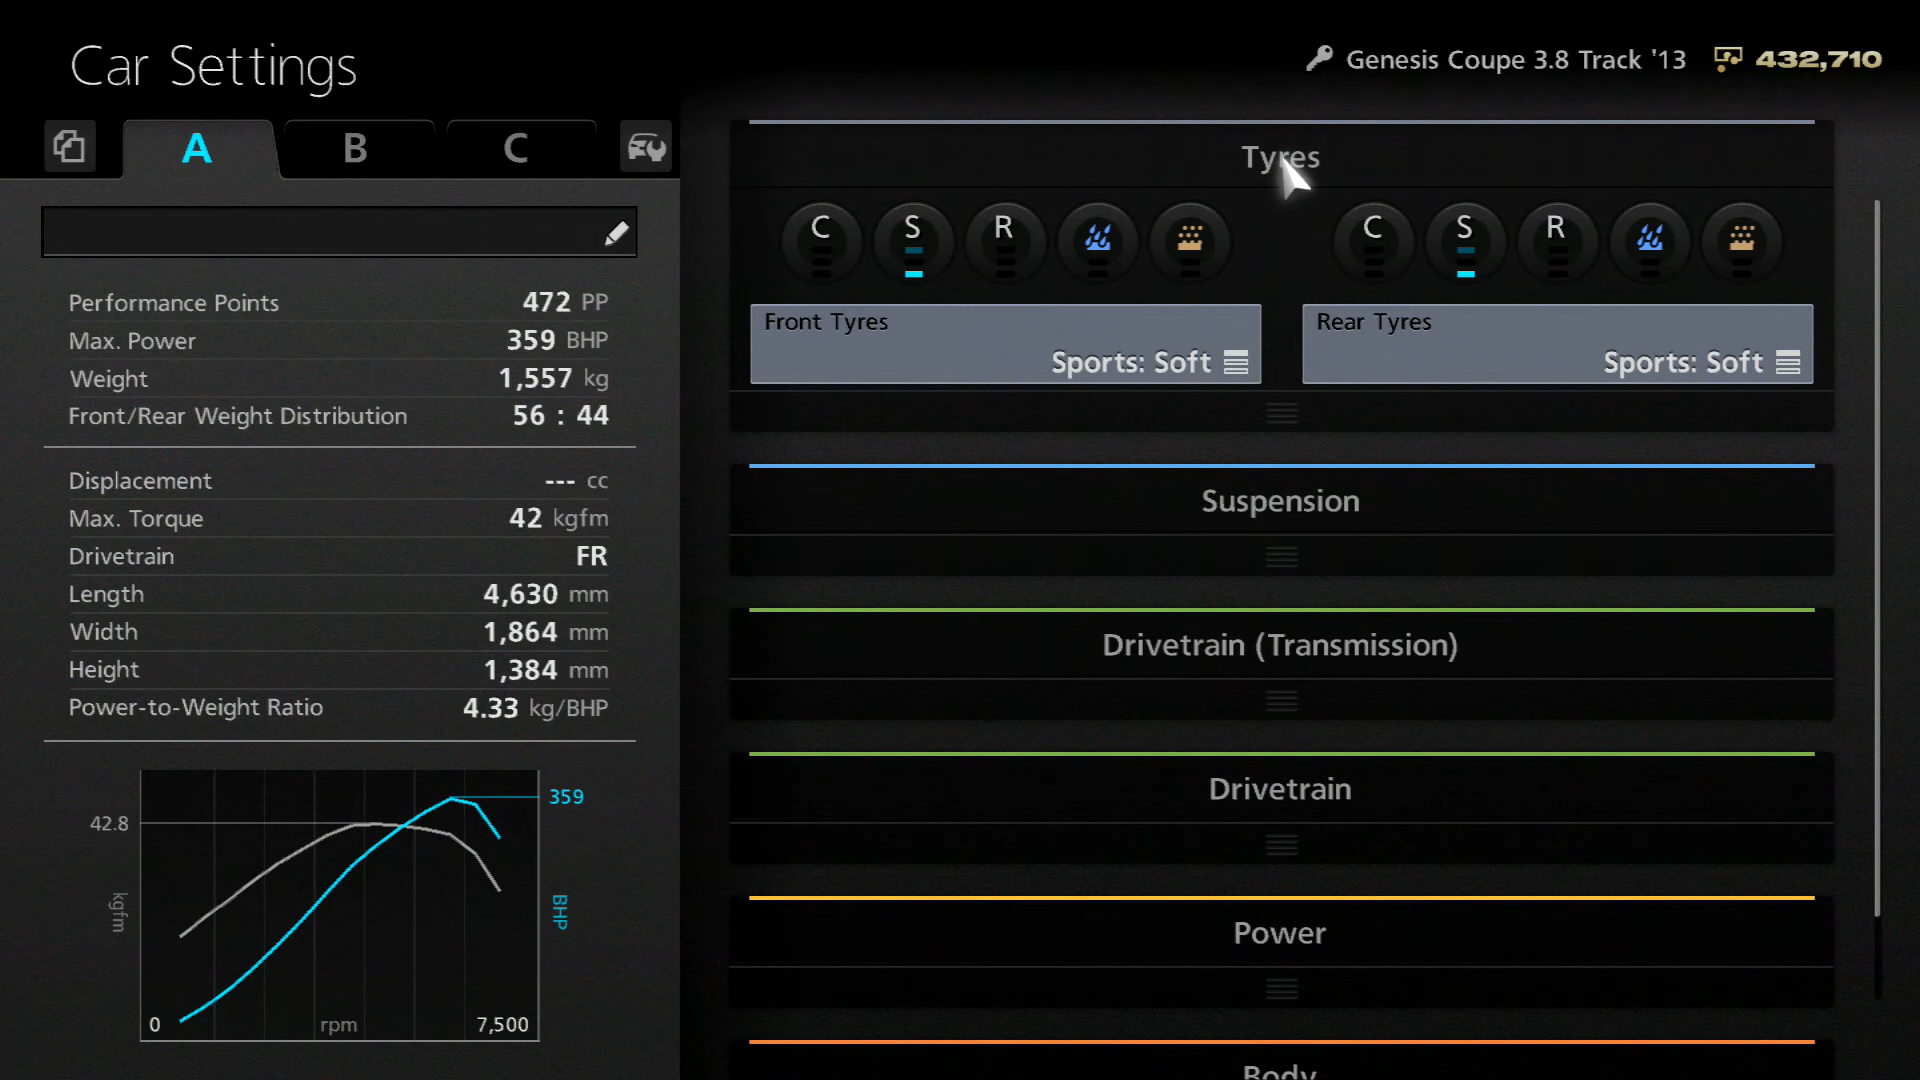 Car Settings
Genesis Coupe 3.8 Track '13
432,710
A
B
C
Performance Points 472 PP
Max. Power 359 BHP
Weight 1,557 kg
Front/Rear Weight Distribution 56 : 44
Displacement --- cc
Max. Torque 42 kgfm
Drivetrain FR
Length 4,630 mm
Width 1,864 mm
Height 1,384 mm
Power-to-Weight Ratio 4.33 kg/BHP
359
42.8
kgfm
BHP
0 rpm 7,500
Tyres
C S R
C S R
Front Tyres
Sports: Soft
Rear Tyres
Sports: Soft
Suspension
Drivetrain (Transmission)
Drivetrain
Power
Body